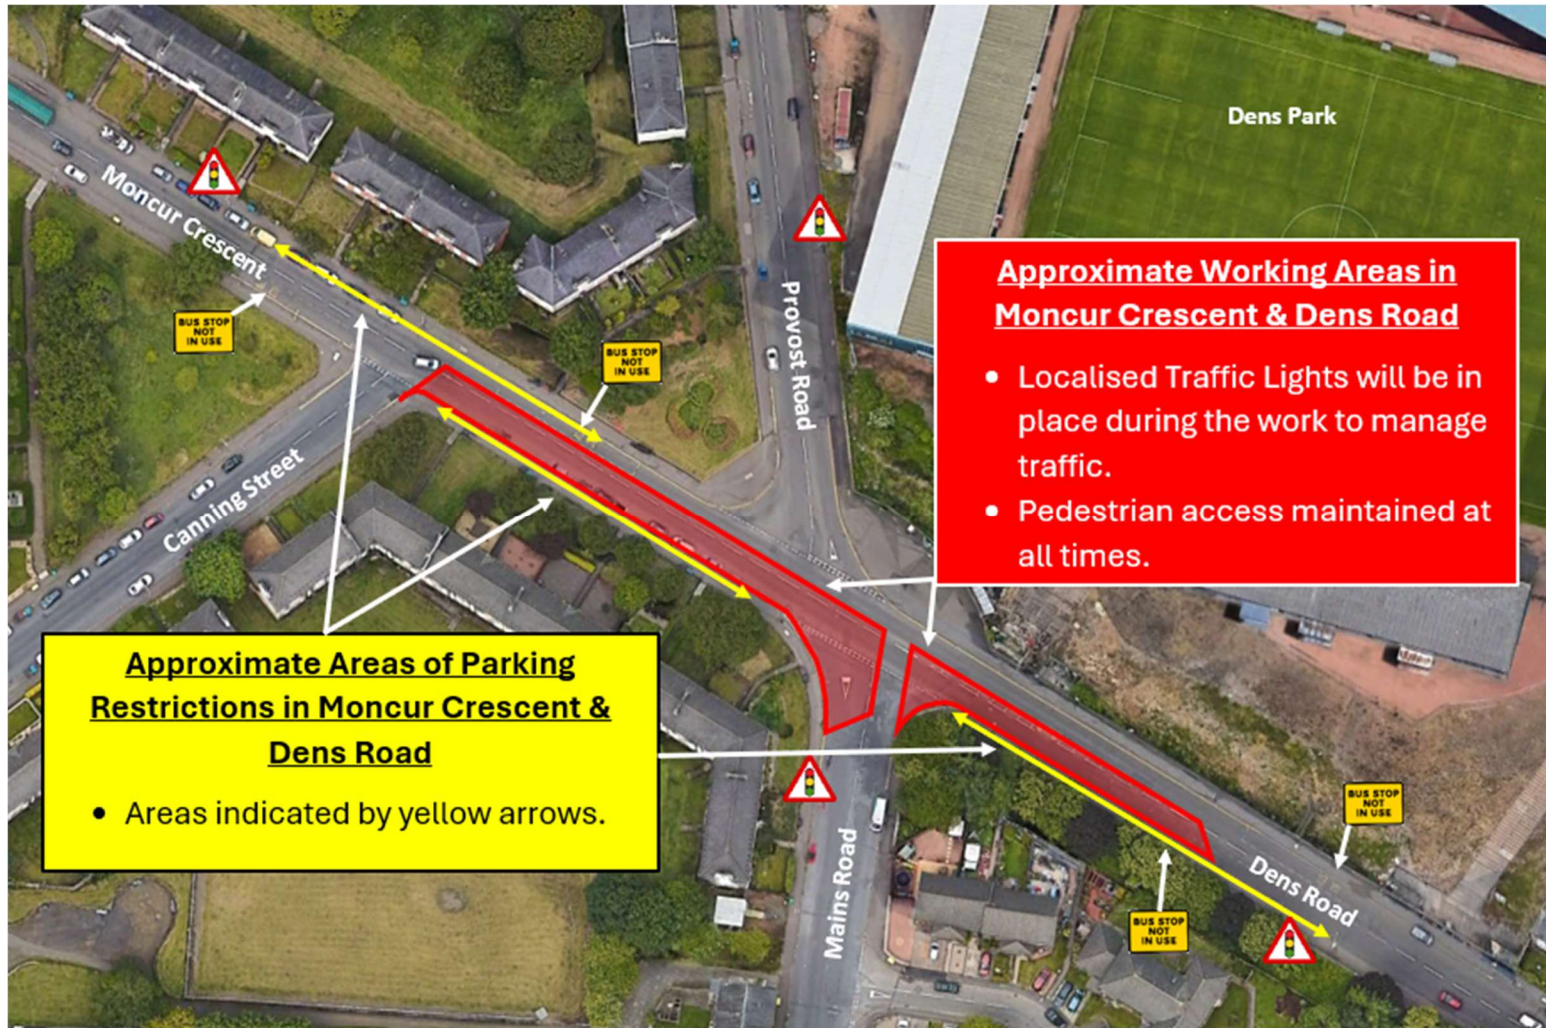 Dens Park
Moncur Crescent
Provost Road
Approximate Working Areas in
Moncur Crescent & Dens Road
• Localised Traffic Lights will be in
place during the work to manage
traffic.
• Pedestrian access maintained at
all times.
BUS STOP
NOT
IN USE
BUS STOP
NOT
IN USE
Canning Street
Approximate Areas of Parking
Restrictions in Moncur Crescent &
Dens Road
• Areas indicated by yellow arrows.
Mains Road
BUS STOP
NOT
IN USE
Dens Road
BUS STOP
NOT
IN USE